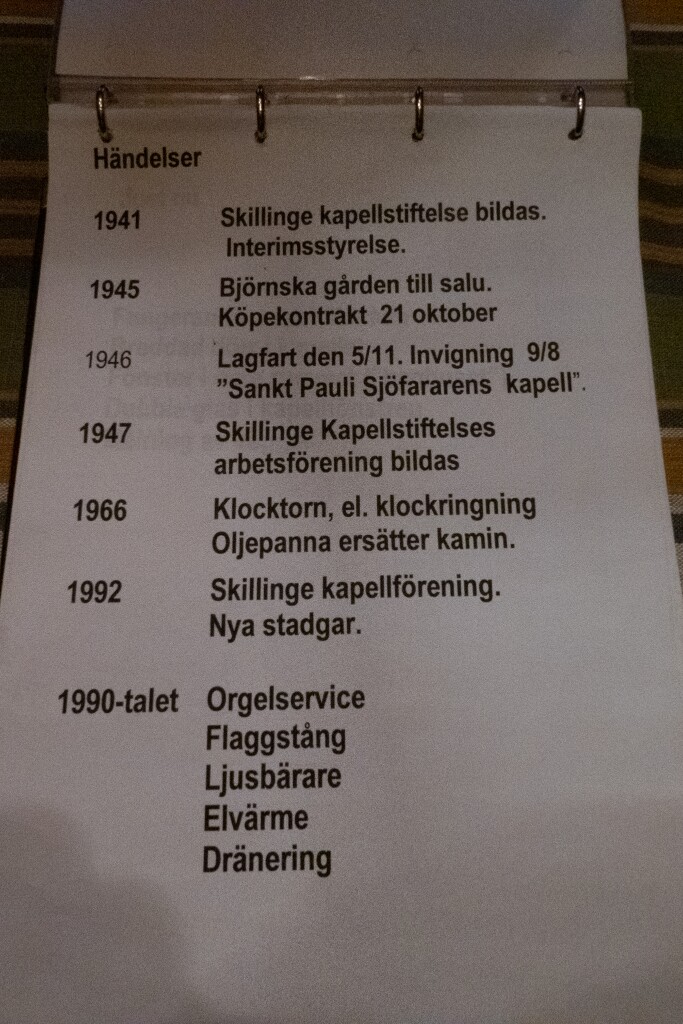 Händelser
1941 Skillinge kapellstiftelse bildas.
Interimsstyrelse.
1945 Björnska gården till salu.
Köpekontrakt 21 oktober
1946 Lagfart den 5/11. Invigning 9/8
”Sankt Pauli Sjöfararens kapell”.
1947 Skillinge Kapellstiftelses
arbetsförening bildas
1966 Klocktorn, el. klockringning
Oljepanna ersätter kamin.
1992 Skillinge kapellförening.
Nya stadgar.
1990-talet Orgelservice
Flaggstång
Ljusbärare
Elvärme
Dränering